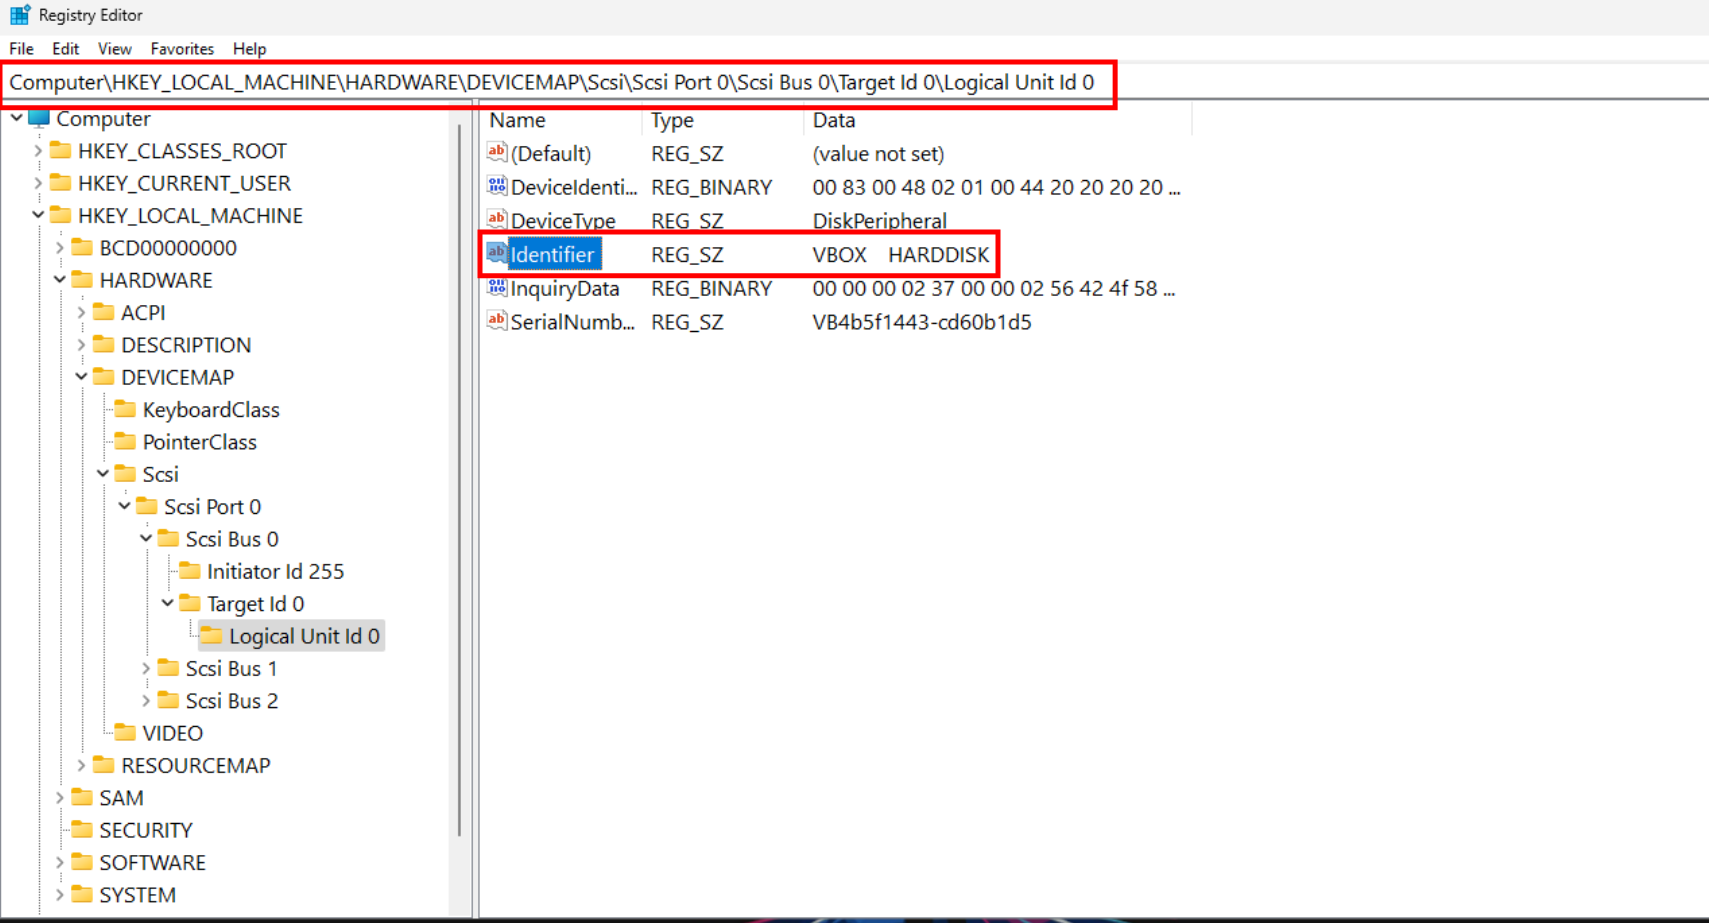 Registry Editor
File Edit View Favorites Help
Computer\HKEY_LOCAL_MACHINE\HARDWARE\DEVICEMAP\Scsi\Scsi Port 0\Scsi Bus 0\Target Id 0\Logical Unit Id 0
Computer
HKEY_CLASSES_ROOT
HKEY_CURRENT_USER
HKEY_LOCAL_MACHINE
BCD00000000
HARDWARE
ACPI
DESCRIPTION
DEVICEMAP
KeyboardClass
PointerClass
Scsi
Scsi Port 0
Scsi Bus 0
Initiator Id 255
Target Id 0
Logical Unit Id 0
Scsi Bus 1
Scsi Bus 2
VIDEO
RESOURCEMAP
SAM
SECURITY
SOFTWARE
SYSTEM
Name Type Data
(Default) REG_SZ (value not set)
DeviceIdenti... REG_BINARY 00 83 00 48 02 01 00 44 20 20 20 20 ...
DeviceType REG_SZ DiskPeripheral
Identifier REG_SZ VBOX HARDDISK
InquiryData REG_BINARY 00 00 00 02 37 00 00 02 56 42 4f 58 ...
SerialNumb... REG_SZ VB4b5f1443-cd60b1d5